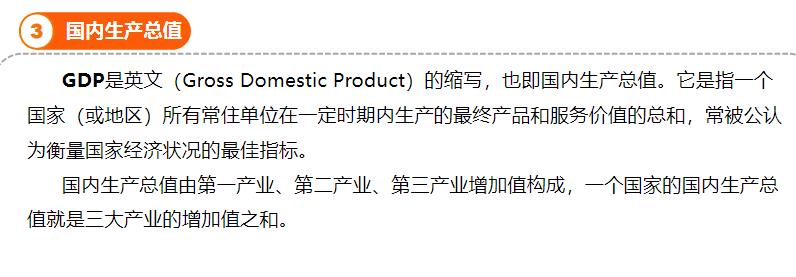 3 国内生产总值
GDP是英文（Gross Domestic Product）的缩写，也即国内生产总值。它是指一个
国家（或地区）所有常住单位在一定时期内生产的最终产品和服务价值的总和，常被公认
为衡量国家经济状况的最佳指标。
国内生产总值由第一产业、第二产业、第三产业增加值构成，一个国家的国内生产总
值就是三大产业的增加值之和。